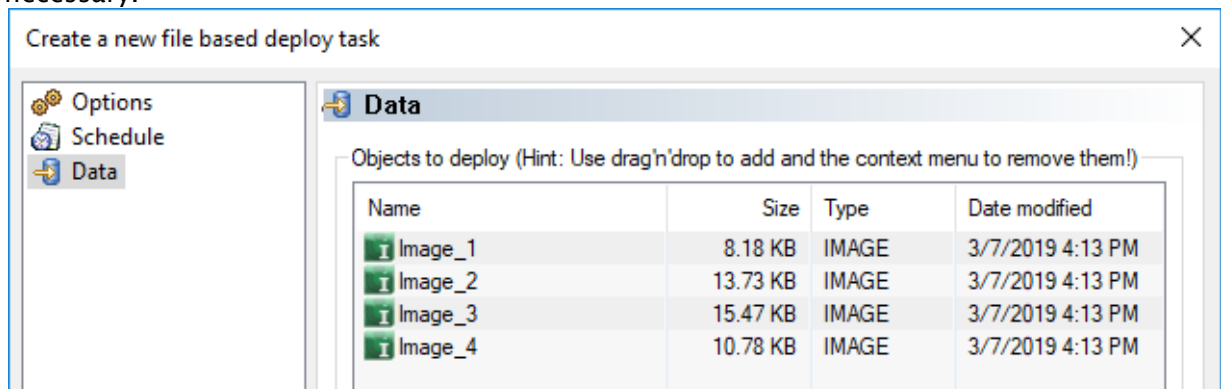 necessary.
Create a new file based deploy task
Options
Schedule
Data
Data
Objects to deploy (Hint: Use drag'n'drop to add and the context menu to remove them!)
Name Size Type Date modified
Image_1 8.18 KB IMAGE 3/7/2019 4:13 PM
Image_2 13.73 KB IMAGE 3/7/2019 4:13 PM
Image_3 15.47 KB IMAGE 3/7/2019 4:13 PM
Image_4 10.78 KB IMAGE 3/7/2019 4:13 PM